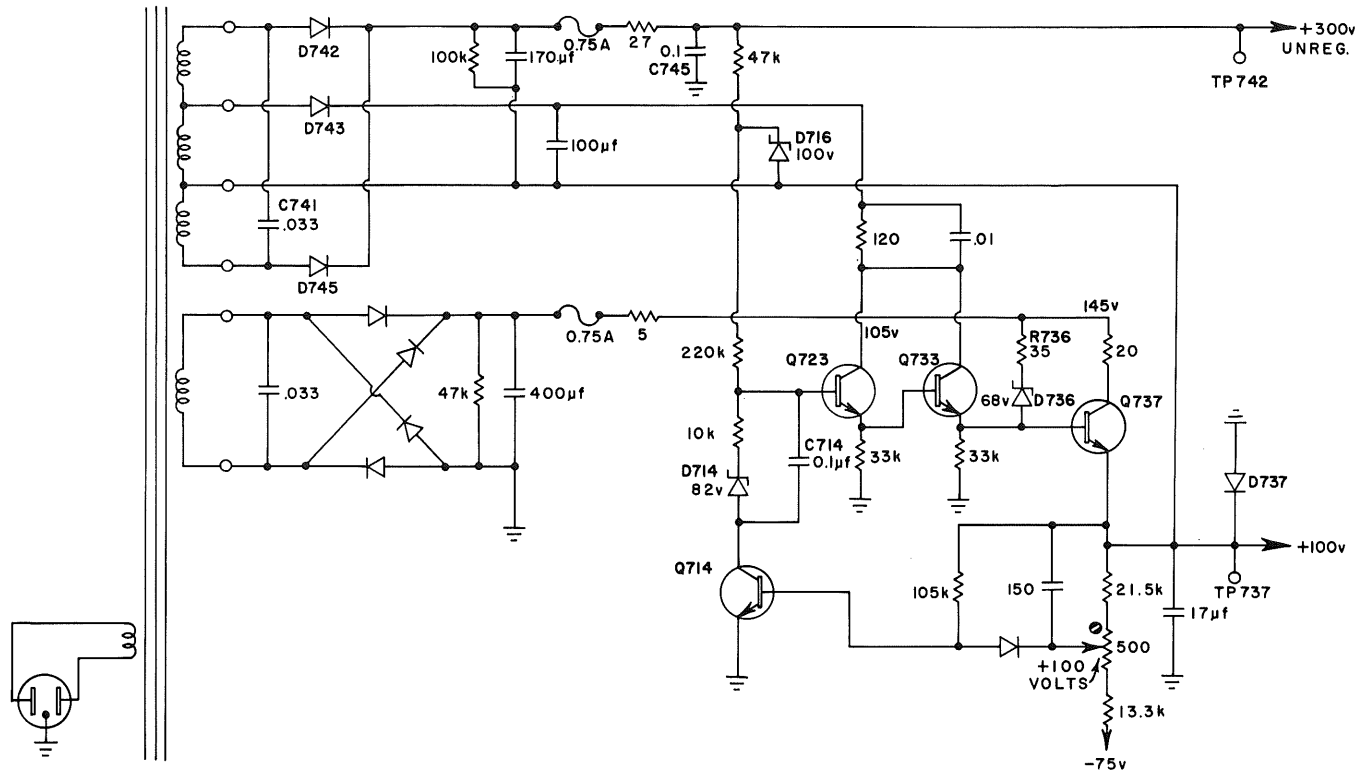 D742
100k
170µf
0.75A
27
0.1
C745
47k
+300v
UNREG.
TP742
D743
100µf
D716
100v
C741
.033
D745
120
.01
.033
47k
400µf
0.75A
5
105v
145v
220k
Q723
Q733
R736
35
20
68v
D736
Q737
10k
C714
0.1µf
33k
33k
D714
82v
D737
Q714
105k
150
21.5k
+100v
TP737
17µf
500
+100
VOLTS
13.3k
-75v